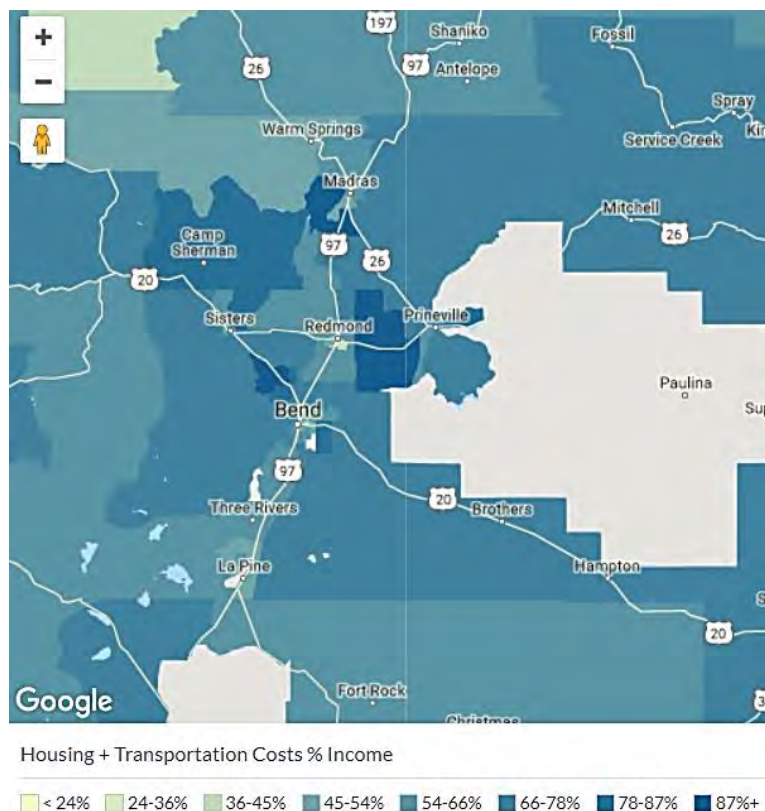 +
197
Shaniko
Fossil
26
97
Antelope
−
Spray
Warm Springs
Service Creek
Madras
Mitchell
Camp
Sherman
97
26
26
20
Sisters
Redmond
Prineville
Paulina
Bend
97
20
Three Rivers
Brothers
La Pine
Hampton
20
Google
Fort Rock
Christmas
Housing + Transportation Costs % Income
< 24% 24-36% 36-45% 45-54% 54-66% 66-78% 78-87% 87%+